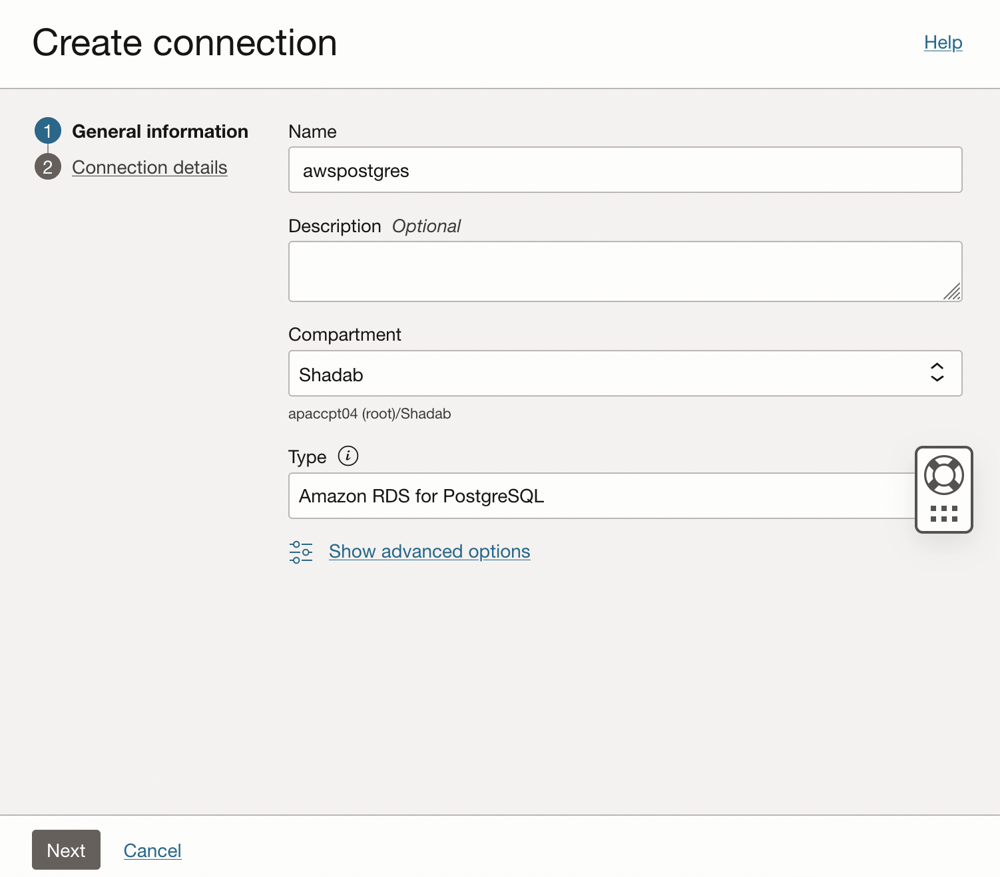 Create connection
Help
1 General information
2 Connection details
Name
awspostgres
Description Optional
Compartment
Shadab
apaccpt04 (root)/Shadab
Type i
Amazon RDS for PostgreSQL
Show advanced options
Next Cancel